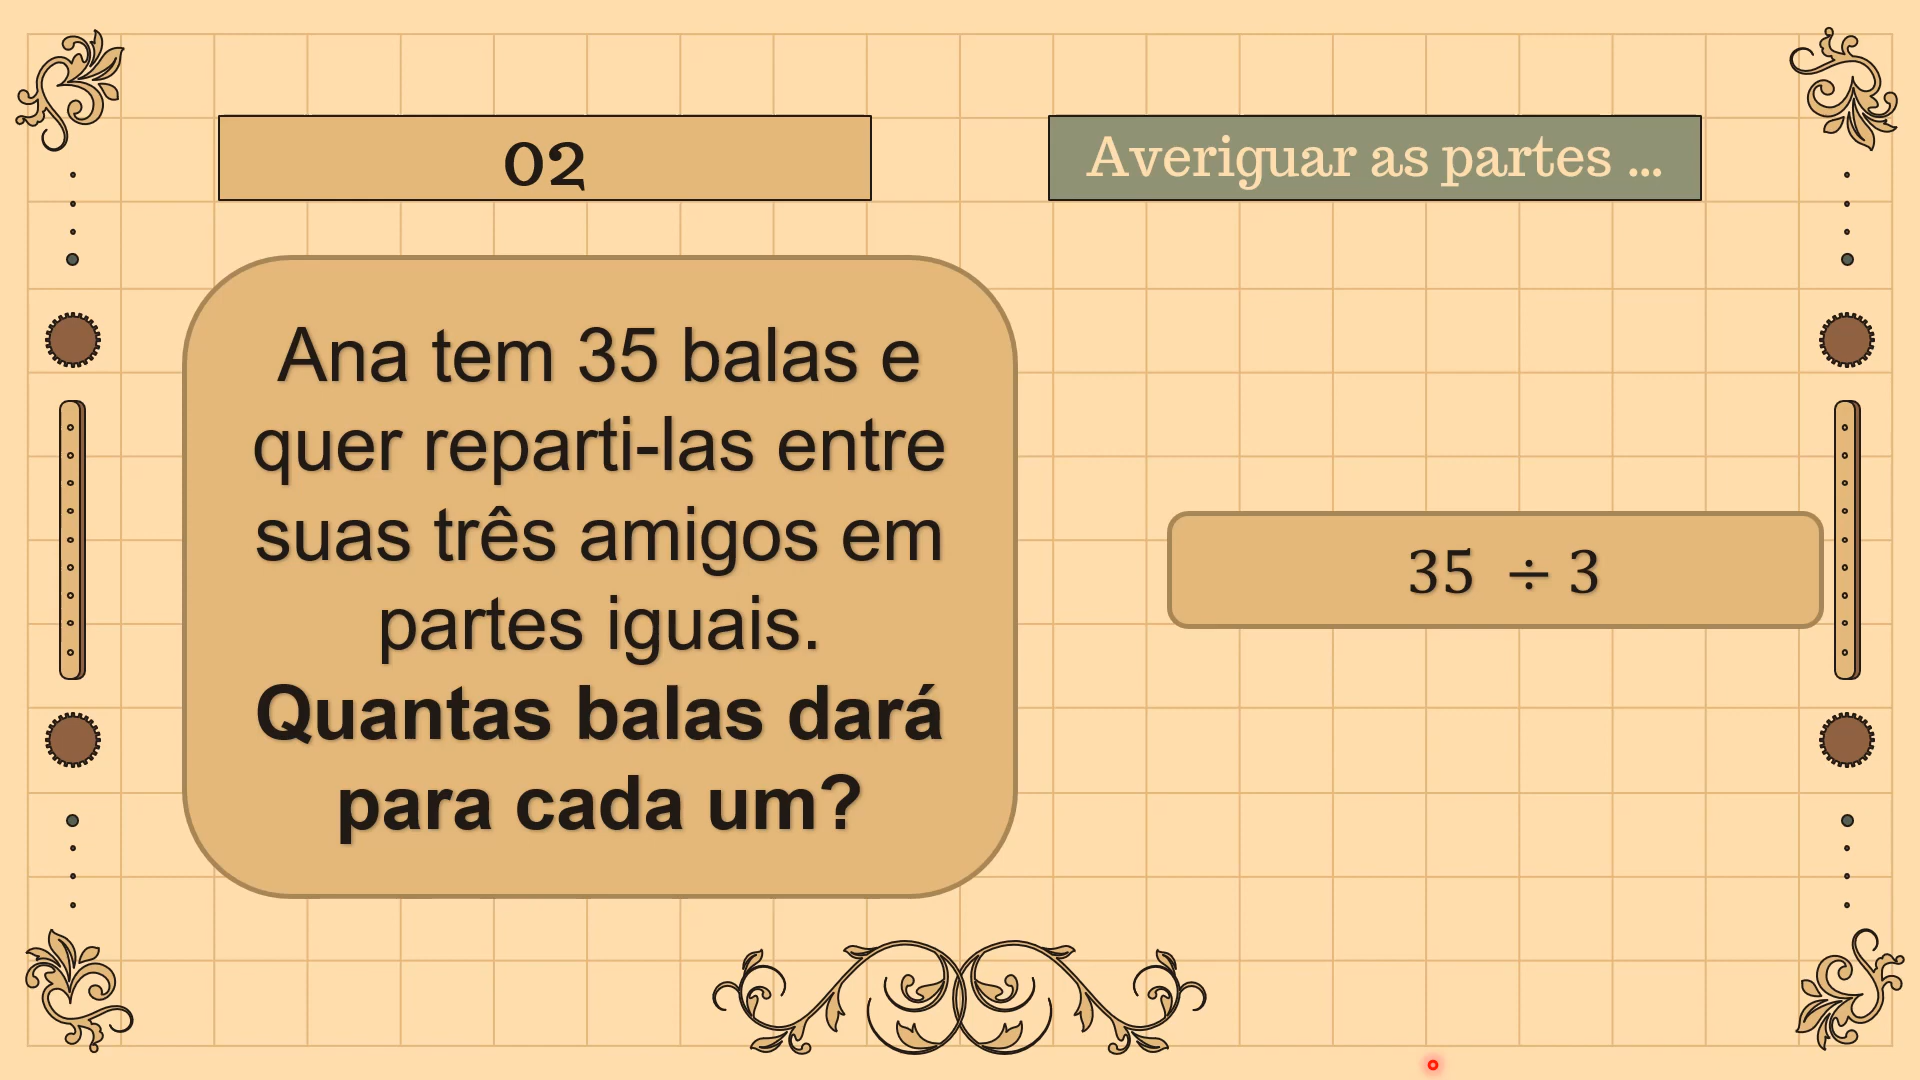 02
Averiguar as partes ...
Ana tem 35 balas e
quer reparti-las entre
suas três amigos em
partes iguais.
Quantas balas dará
para cada um?
35 ÷ 3